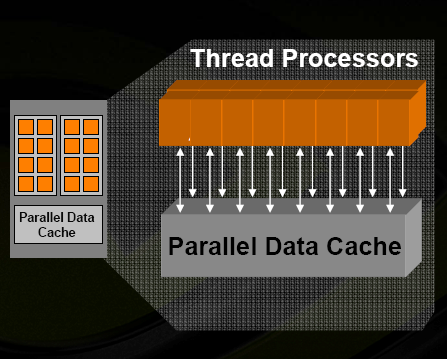 Thread Processors
Parallel Data
Cache
Parallel Data Cache